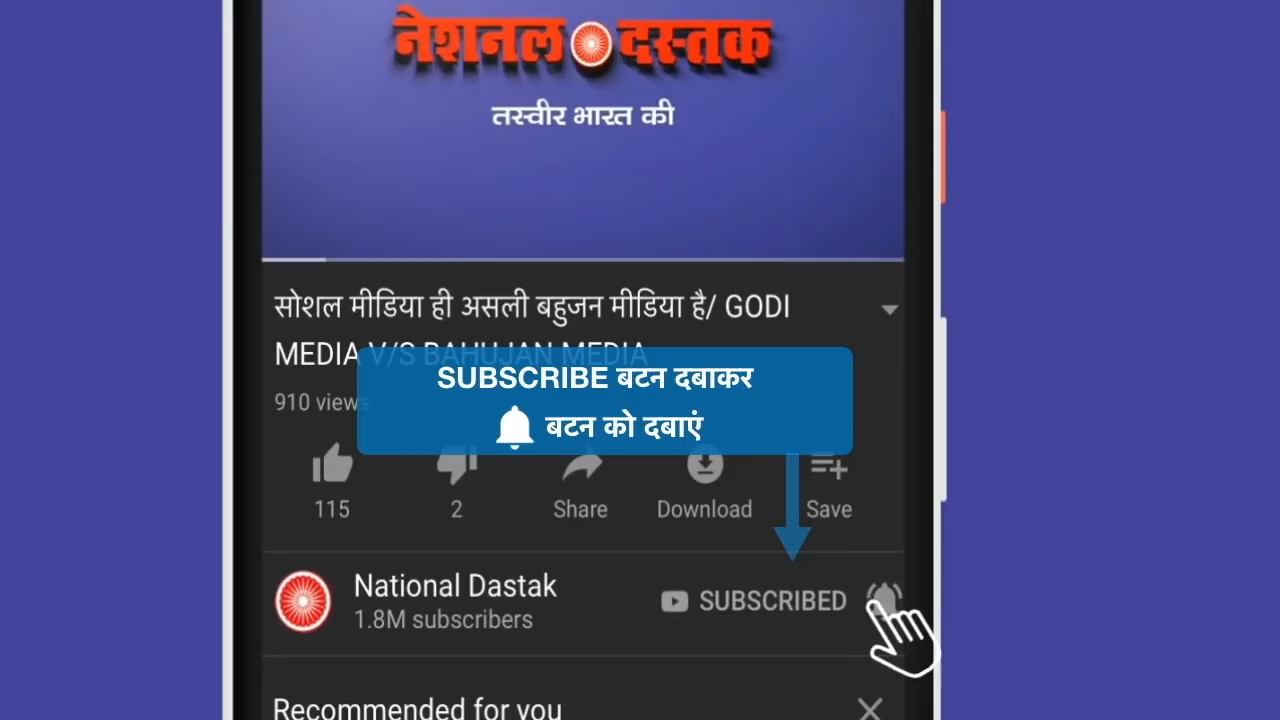 नेशनल दस्तक
तस्वीर भारत की
सोशल मीडिया ही असली बहुजन मीडिया है/ GODI
MEDIA V/S BAHUJAN MEDIA
910 views
SUBSCRIBE बटन दबाकर
बटन को दबाएं
115
2
Share
Download
Save
National Dastak
1.8M subscribers
SUBSCRIBED
Recommended for you